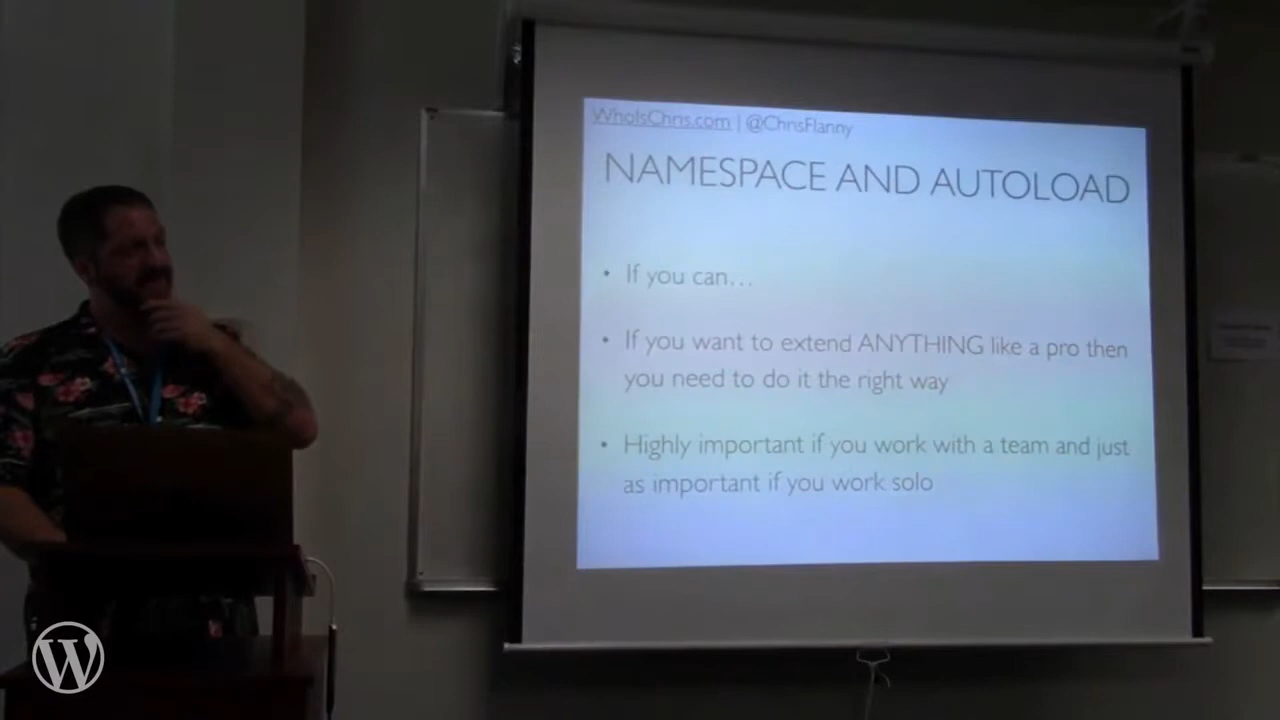 WhoIsChris.com | @ChrisFlanny
NAMESPACE AND AUTOLOAD
• If you can...
• If you want to extend ANYTHING like a pro then
you need to do it the right way
• Highly important if you work with a team and just
as important if you work solo